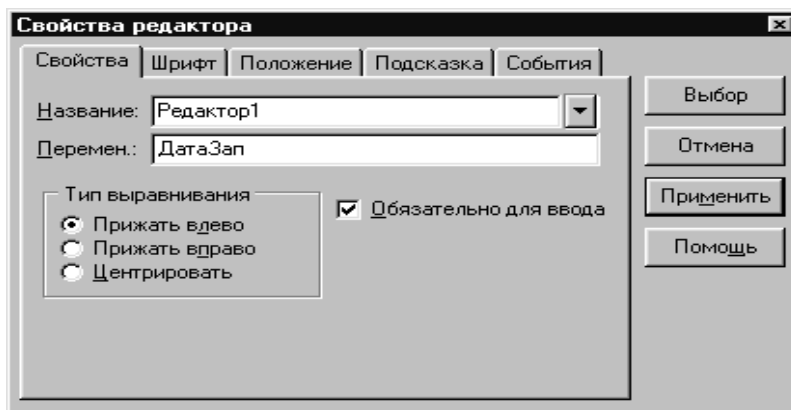 Свойства редактора
Свойства Шрифт Положение Подсказка События
Название: Редактор1
Перемен.: ДатаЗап
Тип выравнивания
Прижать влево
Прижать вправо
Центрировать
Обязательно для ввода
Выбор
Отмена
Применить
Помощь